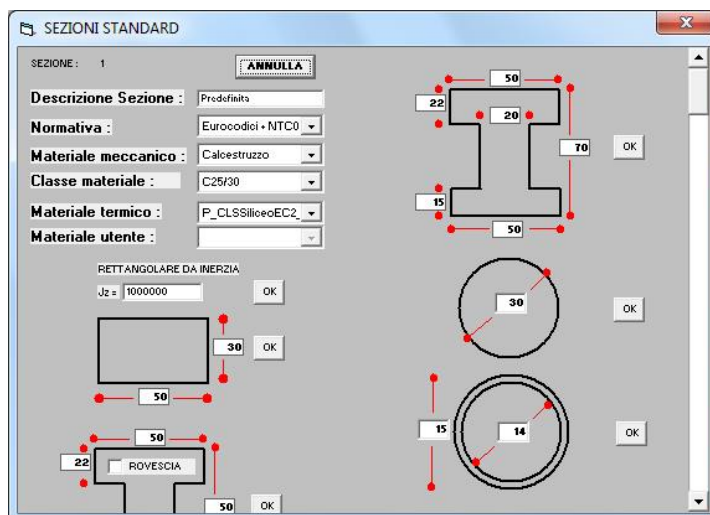 SEZIONI STANDARD
SEZIONE : 1
ANNULLA
Descrizione Sezione : Predefinita
Normativa : Eurocodici + NTC0
Materiale meccanico : Calcestruzzo
Classe materiale : C25/30
Materiale termico : P_CLSSiliceoEC2_
Materiale utente :
RETTANGOLARE DA INERZIA
Jz = 1000000 OK
30 OK
50
50
22 ROVESCIA
50 OK
50
22
20
70 OK
15
50
30 OK
15 14 OK